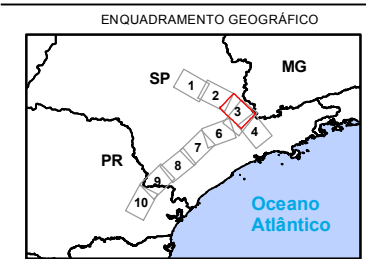 ENQUADRAMENTO GEOGRÁFICO
SP
MG
1
2
3
4
6
7
8
9
10
PR
Oceano
Atlântico